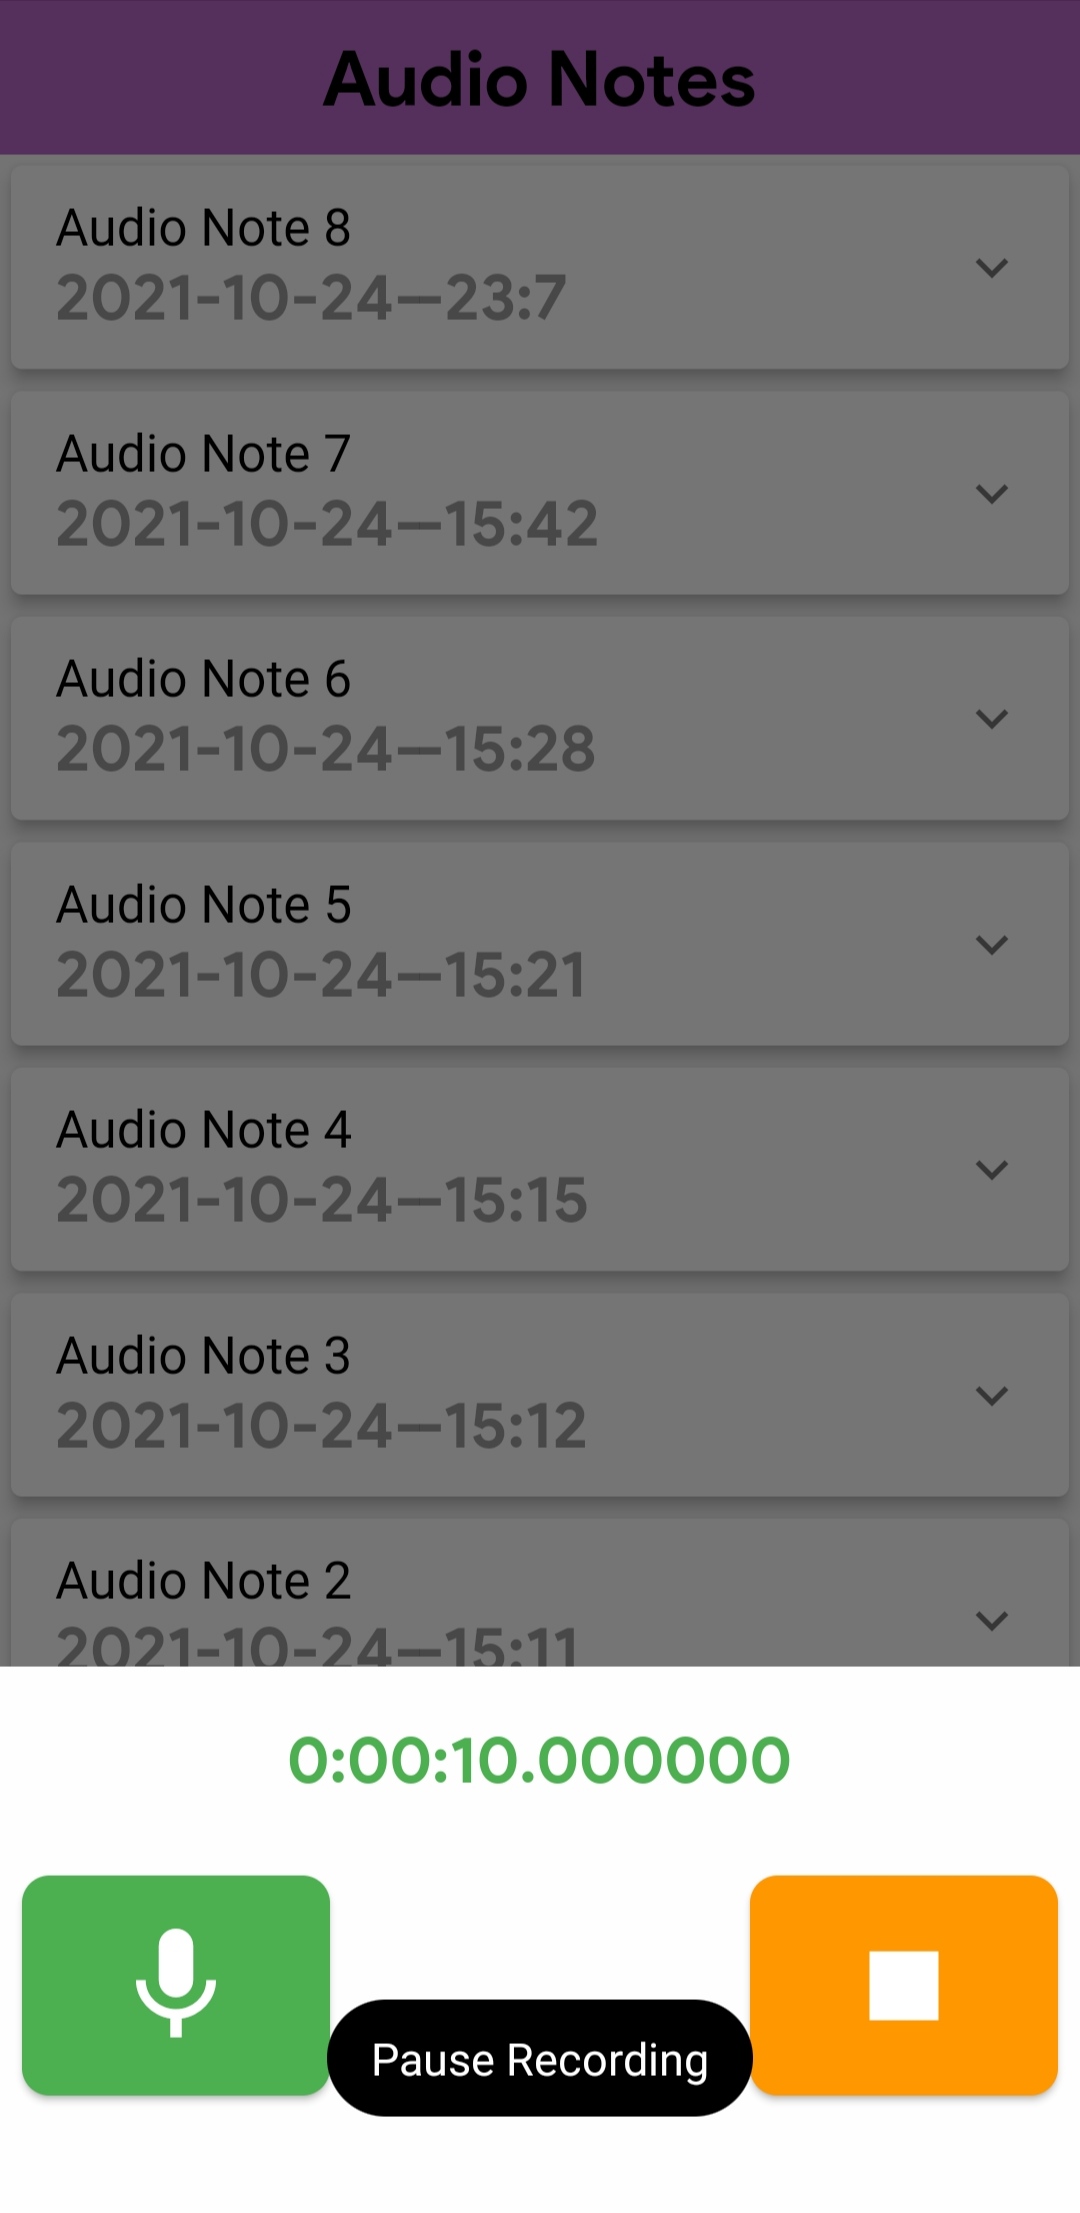 Audio Notes
Audio Note 8
2021-10-24—23:7
Audio Note 7
2021-10-24—15:42
Audio Note 6
2021-10-24—15:28
Audio Note 5
2021-10-24—15:21
Audio Note 4
2021-10-24—15:15
Audio Note 3
2021-10-24—15:12
Audio Note 2
2021-10-24—15:11
0:00:10.000000
Pause Recording